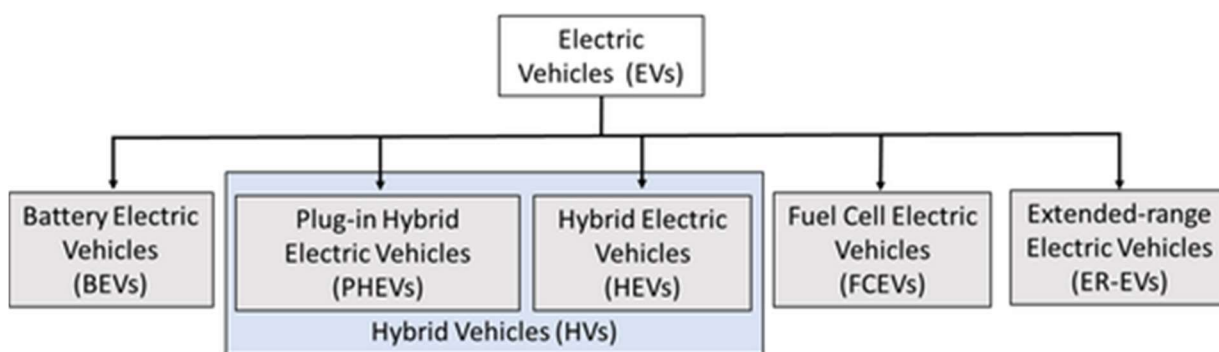 Electric
Vehicles (EVs)
Battery Electric
Vehicles
(BEVs)
Plug-in Hybrid
Electric Vehicles
(PHEVs)
Hybrid Electric
Vehicles
(HEVs)
Fuel Cell Electric
Vehicles
(FCEVs)
Extended-range
Electric Vehicles
(ER-EVs)
Hybrid Vehicles (HVs)